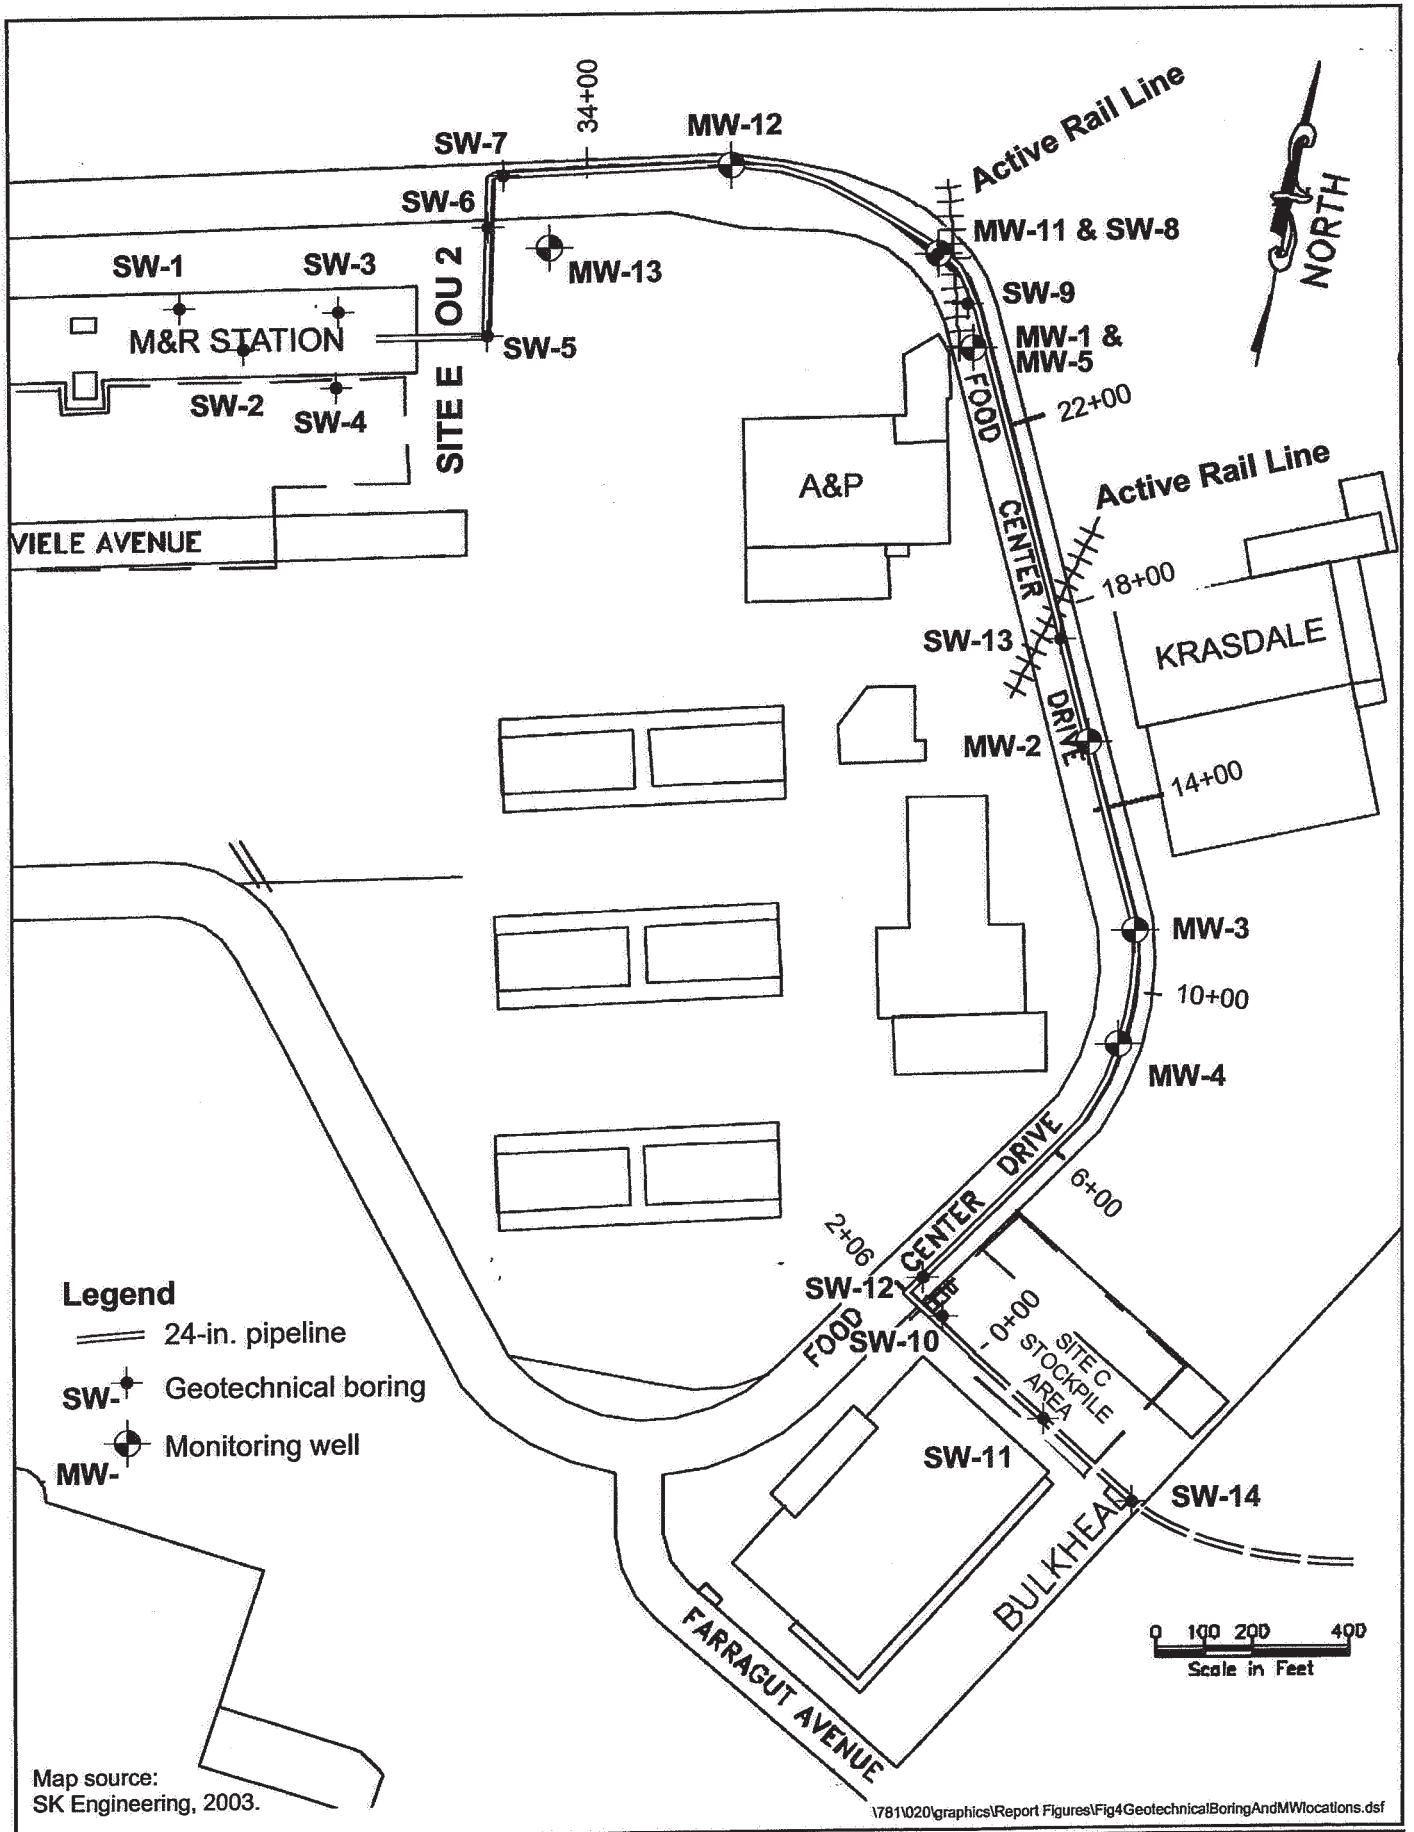 34+00
MW-12
SW-7
Active Rail Line
SW-6
MW-11 & SW-8
NORTH
SW-1
SW-3
OU 2
MW-13
SW-9
M&R STATION
SW-5
MW-1 &
MW-5
SW-2
SW-4
SITE E
FOOD
22+00
A&P
Active Rail Line
CENTER
VIELE AVENUE
18+00
SW-13
KRASDALE
DRIVE
MW-2
14+00
MW-3
10+00
MW-4
DRIVE
6+00
CENTER
2+06
SW-12
FOOD
SW-10
0+00
SITE C
STOCKPILE
AREA
Legend
24-in. pipeline
SW-
Geotechnical boring
MW-
Monitoring well
SW-11
SW-14
BULKHEAD
FARRAGUT AVENUE
0 100 200 400
Scale in Feet
Map source:
SK Engineering, 2003.
\781\020\graphics\Report Figures\Fig4GeotechnicalBoringAndMWlocations.dsf